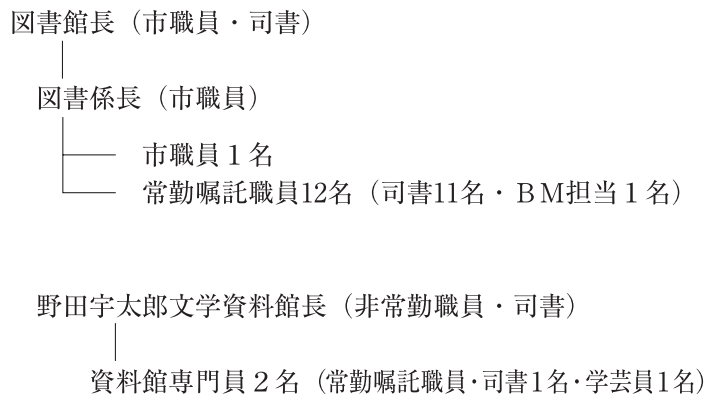 図書館長（市職員・司書）
図書係長（市職員）
市職員１名
常勤嘱託職員12名（司書11名・ＢＭ担当１名）
野田宇太郎文学資料館長（非常勤職員・司書）
資料館専門員２名（常勤嘱託職員・司書1名・学芸員1名）